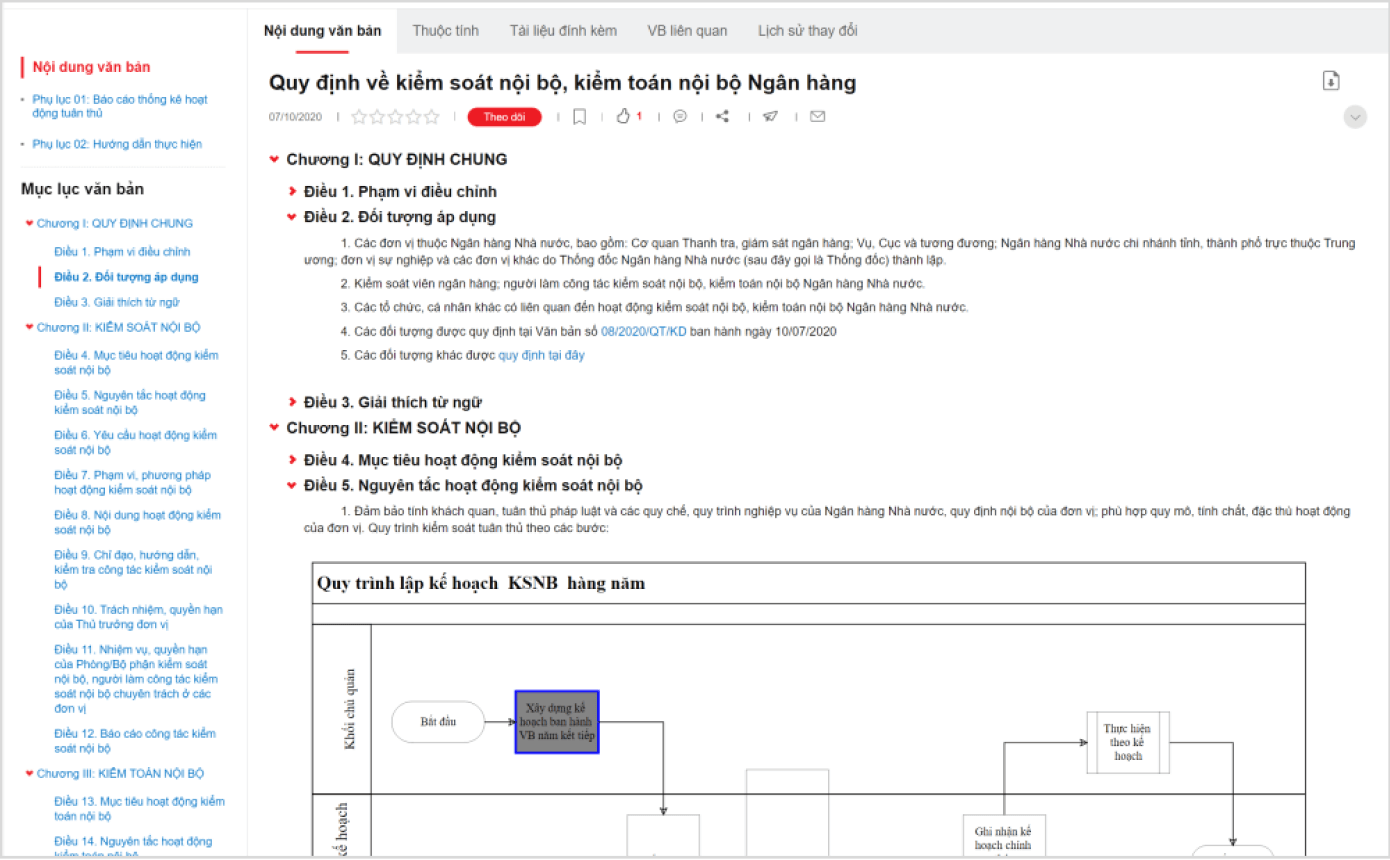 Nội dung văn bản
Phụ lục 01: Báo cáo thống kê hoạt
động tuân thủ
Phụ lục 02: Hướng dẫn thực hiện
Mục lục văn bản
Chương I: QUY ĐỊNH CHUNG
Điều 1. Phạm vi điều chỉnh
Điều 2. Đối tượng áp dụng
Điều 3. Giải thích từ ngữ
Chương II: KIỂM SOÁT NỘI BỘ
Điều 4. Mục tiêu hoạt động kiểm
soát nội bộ
Điều 5. Nguyên tắc hoạt động
kiểm soát nội bộ
Điều 6. Yêu cầu hoạt động kiểm
soát nội bộ
Điều 7. Phạm vi, phương pháp
hoạt động kiểm soát nội bộ
Điều 8. Nội dung hoạt động kiểm
soát nội bộ
Điều 9. Chỉ đạo, hướng dẫn,
kiểm tra công tác kiểm soát nội
bộ
Điều 10. Trách nhiệm, quyền hạn
của Thủ trưởng đơn vị
Điều 11. Nhiệm vụ, quyền hạn
của Phòng/Bộ phận kiểm soát
nội bộ, người làm công tác kiểm
soát nội bộ chuyên trách ở các
đơn vị
Điều 12. Báo cáo công tác kiểm
soát nội bộ
Chương III: KIỂM TOÁN NỘI BỘ
Điều 13. Mục tiêu hoạt động kiểm
toán nội bộ
Điều 14. Nguyên tắc hoạt động
kiểm toán nội bộ
Nội dung văn bản Thuộc tính Tài liệu đính kèm VB liên quan Lịch sử thay đổi
Quy định về kiểm soát nội bộ, kiểm toán nội bộ Ngân hàng
07/10/2020 Theo dõi 1
Chương I: QUY ĐỊNH CHUNG
Điều 1. Phạm vi điều chỉnh
Điều 2. Đối tượng áp dụng
1. Các đơn vị thuộc Ngân hàng Nhà nước, bao gồm: Cơ quan Thanh tra, giám sát ngân hàng; Vụ, Cục và tương đương; Ngân hàng Nhà nước chi nhánh tỉnh, thành phố trực thuộc Trung
ương; đơn vị sự nghiệp và các đơn vị khác do Thống đốc Ngân hàng Nhà nước (sau đây gọi là Thống đốc) thành lập.
2. Kiểm soát viên ngân hàng; người làm công tác kiểm soát nội bộ, kiểm toán nội bộ Ngân hàng Nhà nước.
3. Các tổ chức, cá nhân khác có liên quan đến hoạt động kiểm soát nội bộ, kiểm toán nội bộ Ngân hàng Nhà nước.
4. Các đối tượng được quy định tại Văn bản số 08/2020/QT/KD ban hành ngày 10/07/2020
5. Các đối tượng khác được quy định tại đây
Điều 3. Giải thích từ ngữ
Chương II: KIỂM SOÁT NỘI BỘ
Điều 4. Mục tiêu hoạt động kiểm soát nội bộ
Điều 5. Nguyên tắc hoạt động kiểm soát nội bộ
1. Đảm bảo tính khách quan, tuân thủ pháp luật và các quy chế, quy trình nghiệp vụ của Ngân hàng Nhà nước, quy định nội bộ của đơn vị; phù hợp quy mô, tính chất, đặc thù hoạt động
của đơn vị. Quy trình kiểm soát tuân thủ theo các bước:
Quy trình lập kế hoạch KSNB hàng năm
Khối chủ quản
Bắt đầu
Xây dựng kế
hoạch ban hành
VB năm kết tiếp
Thực hiện
theo kế
hoạch
kế hoạch
Ghi nhận kế
hoạch chính